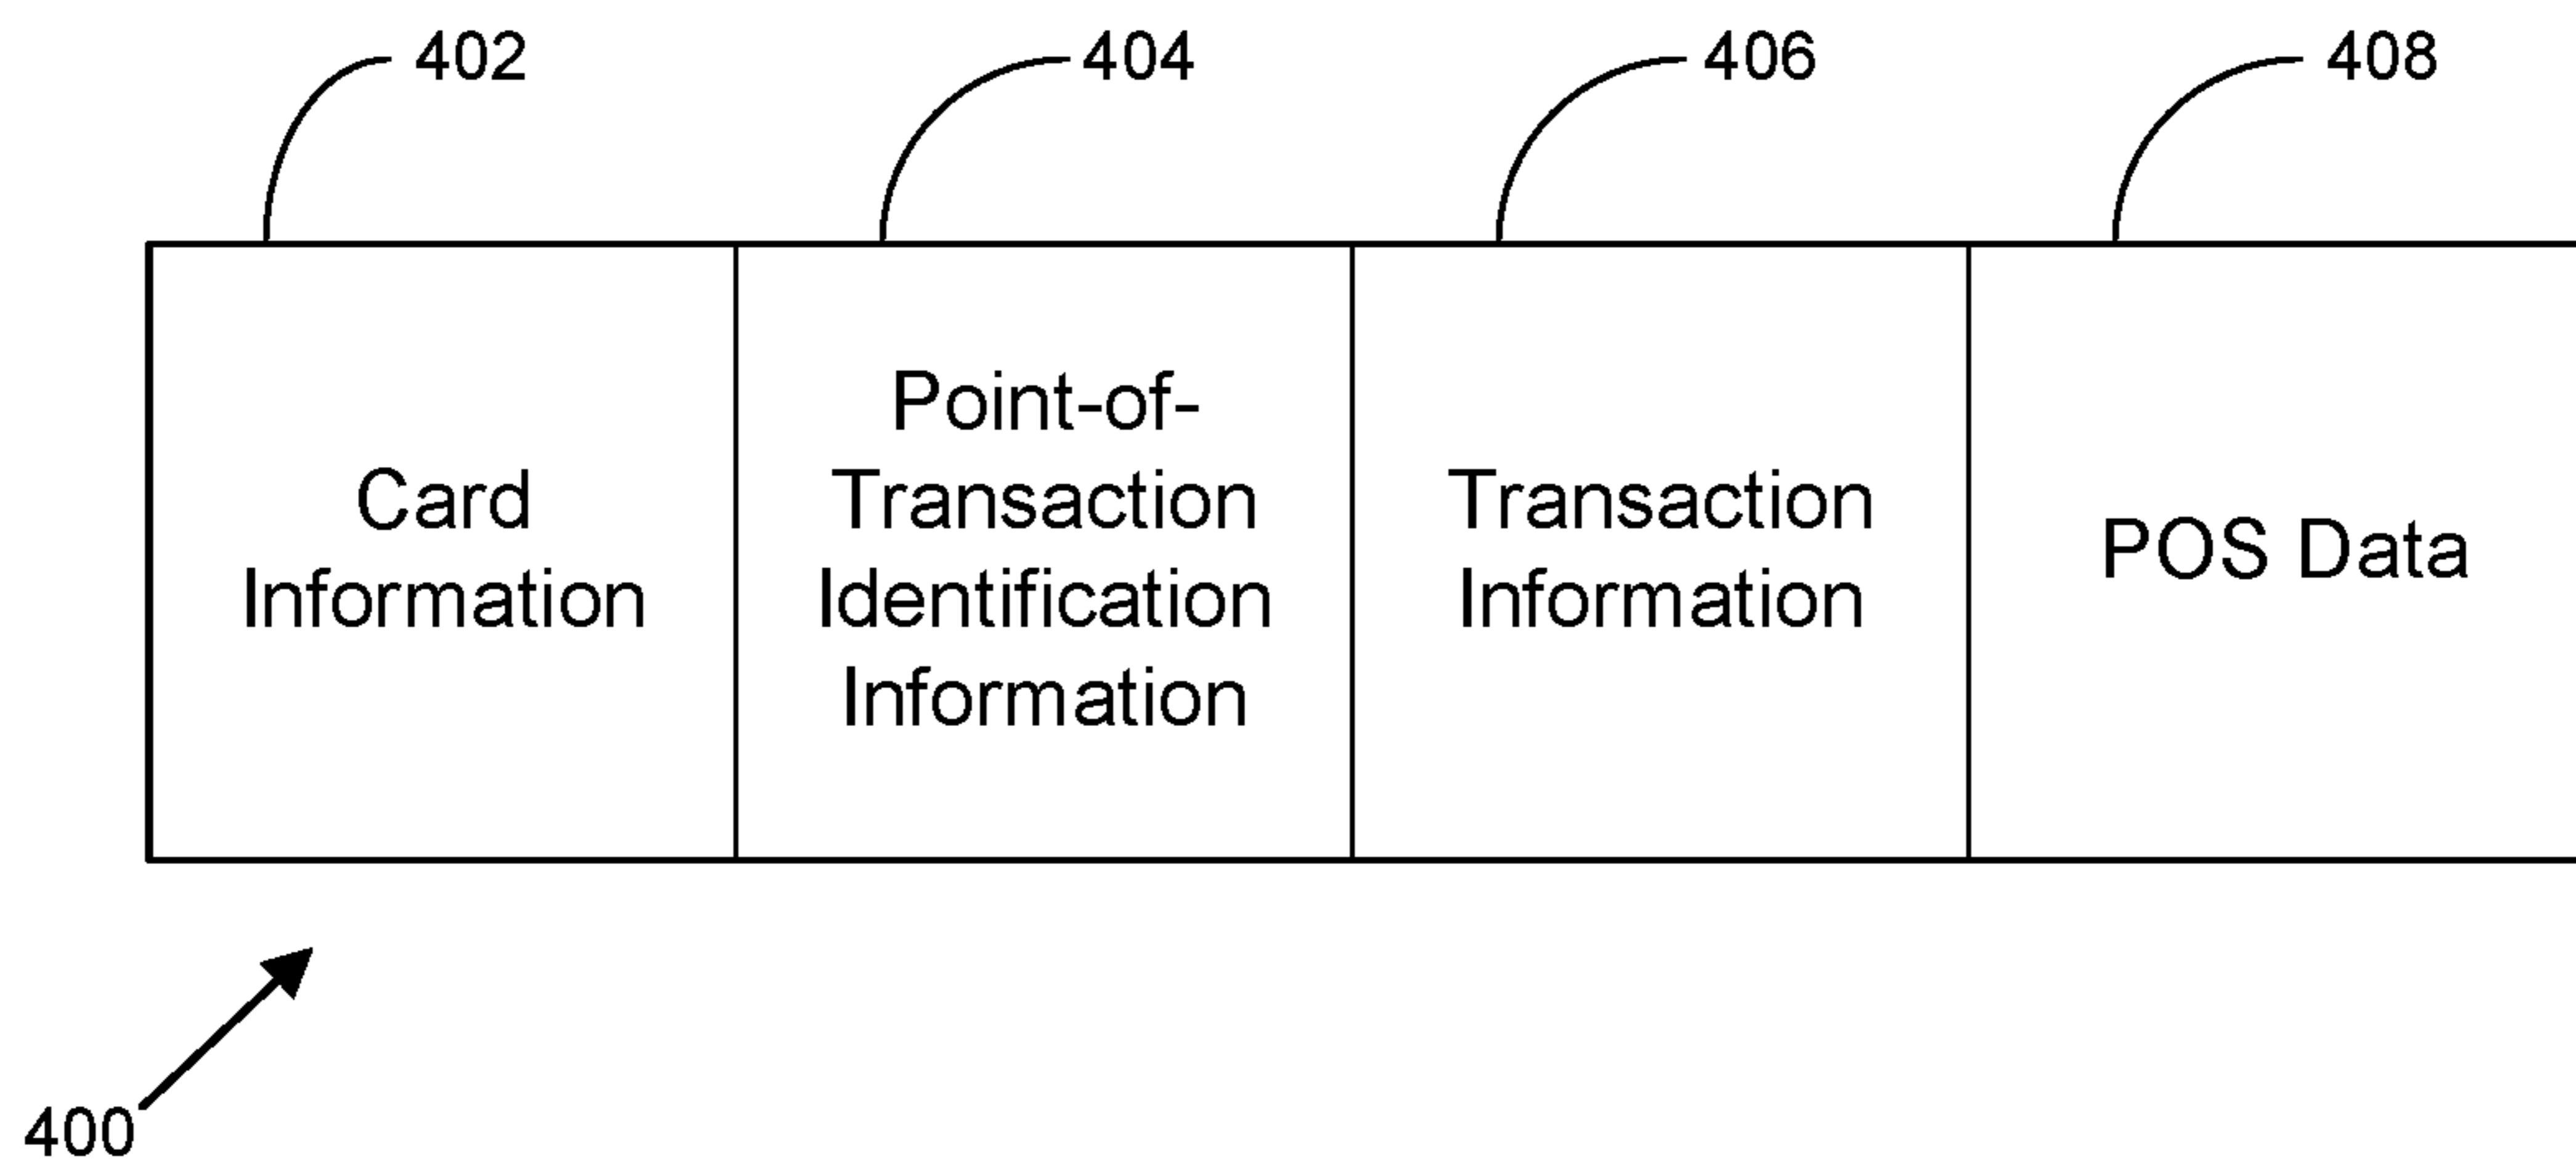 402
404
406
408
Card
Information
Point-of-
Transaction
Identification
Information
Transaction
Information
POS Data
400